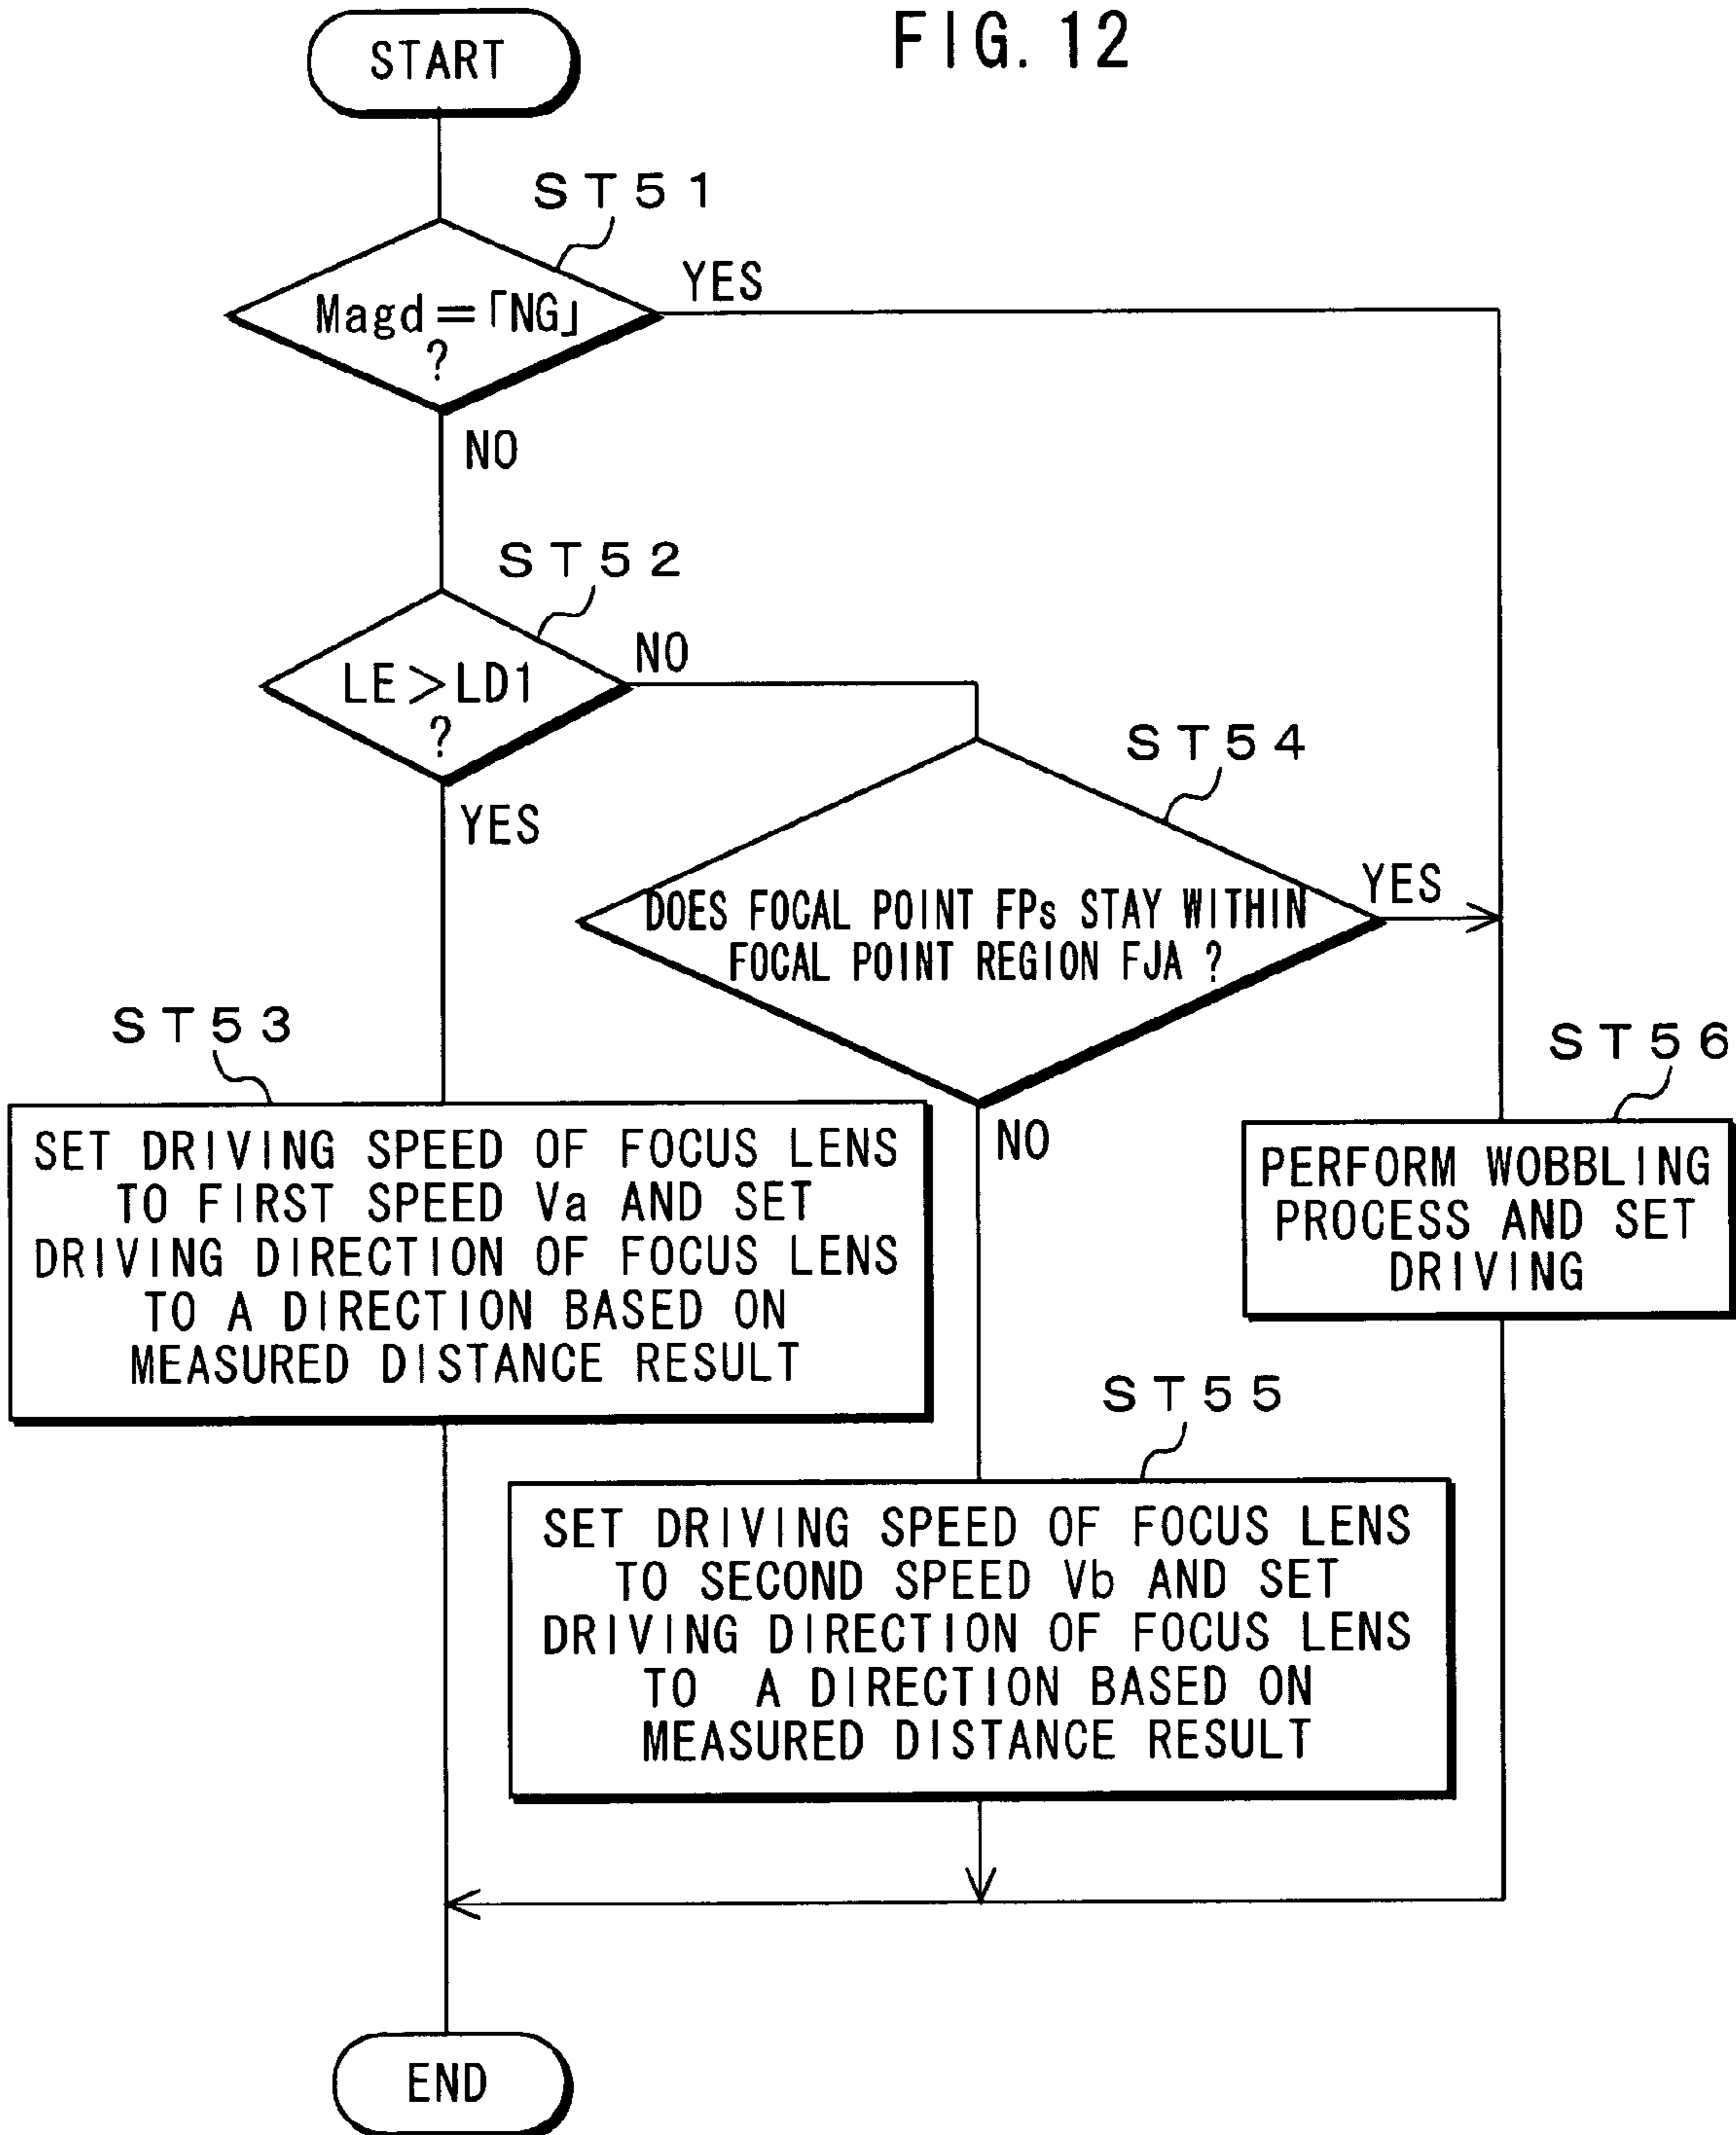 FIG. 12
START
ST51
Magd=「NG」
?
YES
NO
ST52
LE>LD1
?
NO
YES
ST54
DOES FOCAL POINT FPs STAY WITHIN
FOCAL POINT REGION FJA ?
YES
NO
ST53
SET DRIVING SPEED OF FOCUS LENS
TO FIRST SPEED Va AND SET
DRIVING DIRECTION OF FOCUS LENS
TO A DIRECTION BASED ON
MEASURED DISTANCE RESULT
ST56
PERFORM WOBBLING
PROCESS AND SET
DRIVING
ST55
SET DRIVING SPEED OF FOCUS LENS
TO SECOND SPEED Vb AND SET
DRIVING DIRECTION OF FOCUS LENS
TO A DIRECTION BASED ON
MEASURED DISTANCE RESULT
END